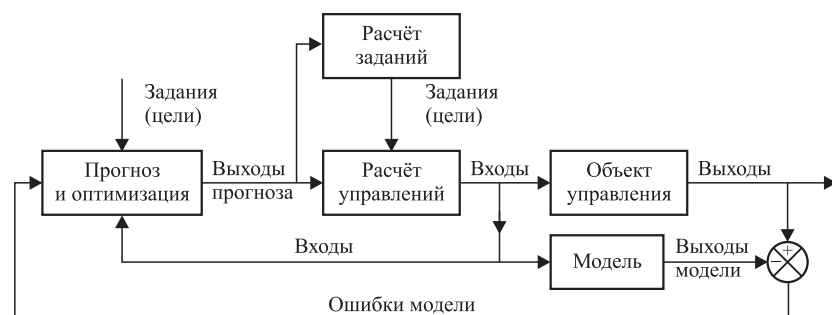 Расчёт
заданий
Задания
(цели)
Задания
(цели)
Прогноз
и оптимизация
Выходы
прогноза
Расчёт
управлений
Входы
Объект
управления
Выходы
Входы
Модель
Выходы
модели
+
−
Ошибки модели